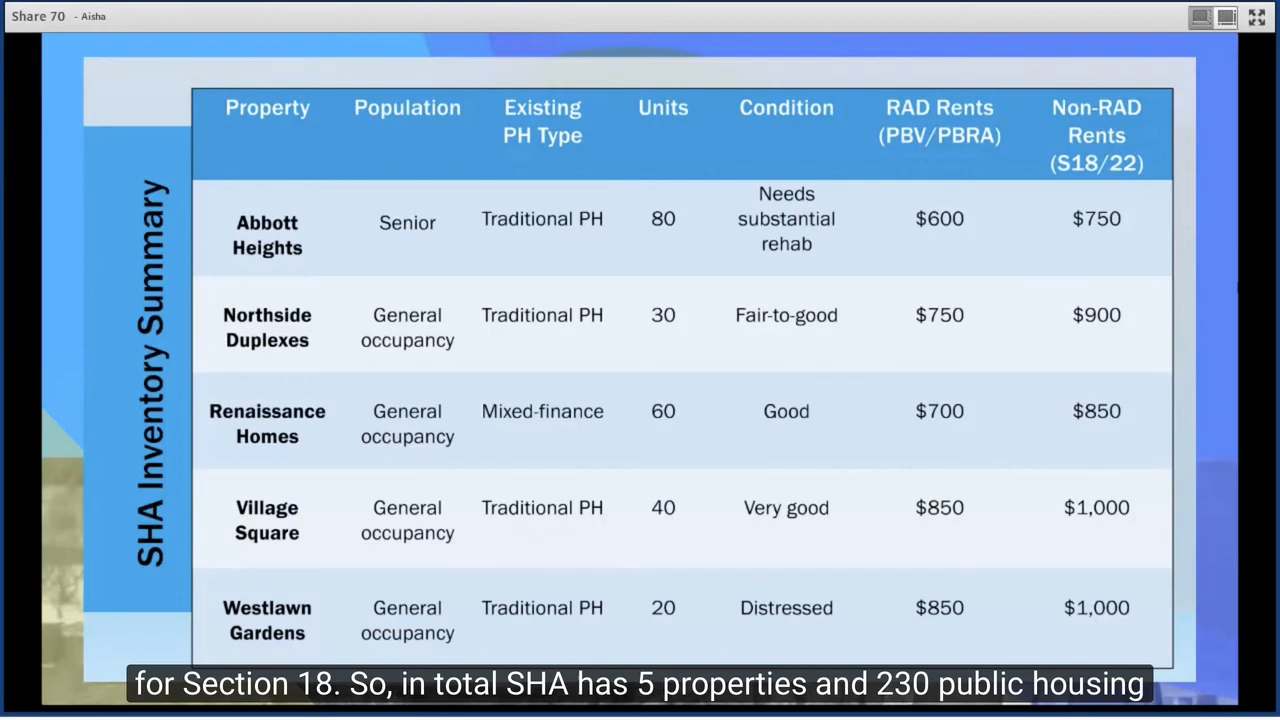 Share 70 - Aisha
SHA Inventory Summary
Property Population Existing PH Type Units Condition RAD Rents (PBV/PBRA) Non-RAD Rents (S18/22)
Abbott Heights Senior Traditional PH 80 Needs substantial rehab $600 $750
Northside Duplexes General occupancy Traditional PH 30 Fair-to-good $750 $900
Renaissance Homes General occupancy Mixed-finance 60 Good $700 $850
Village Square General occupancy Traditional PH 40 Very good $850 $1,000
Westlawn Gardens General occupancy Traditional PH 20 Distressed $850 $1,000
for Section 18. So, in total SHA has 5 properties and 230 public housing